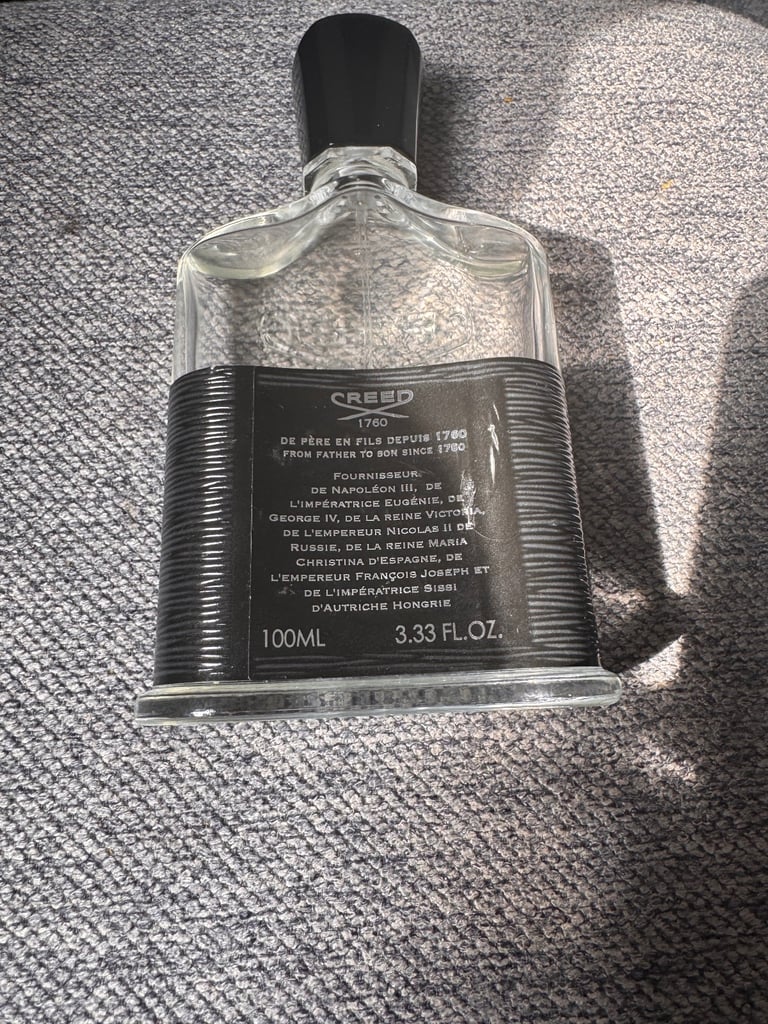 CREED
1760
DE PÈRE EN FILS DEPUIS 1760
FROM FATHER TO SON SINCE 1760
FOURNISSEUR
DE NAPOLÉON III, DE
L'IMPÉRATRICE EUGÉNIE, DE
GEORGE IV, DE LA REINE VICTORIA,
DE L'EMPEREUR NICOLAS II DE
RUSSIE, DE LA REINE MARIA
CHRISTINA D'ESPAGNE, DE
L'EMPEREUR FRANÇOIS JOSEPH ET
DE L'IMPÉRATRICE SISSI
D'AUTRICHE HONGRIE
100ML 3.33 FL.OZ.